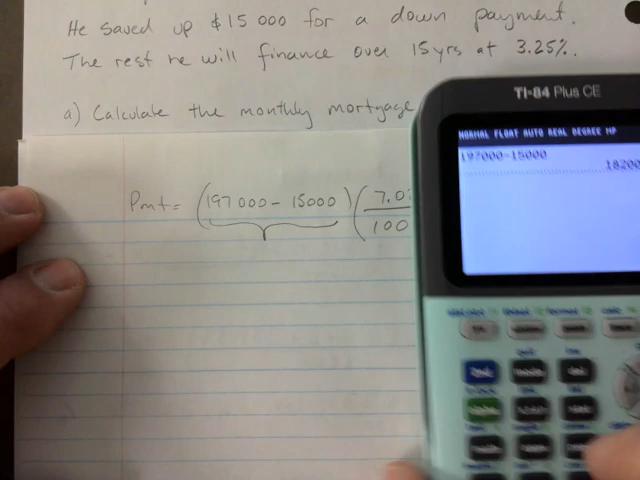 He saved up $15 000 for a down payment.
The rest he will finance over 15yrs at 3.25%.
a) Calculate the monthly mortgage
Pmt = (197 000 - 15000) (7.0
100
TI-84 Plus CE
NORMAL FLOAT AUTO REAL DEGREE MP
197000-15000
18200